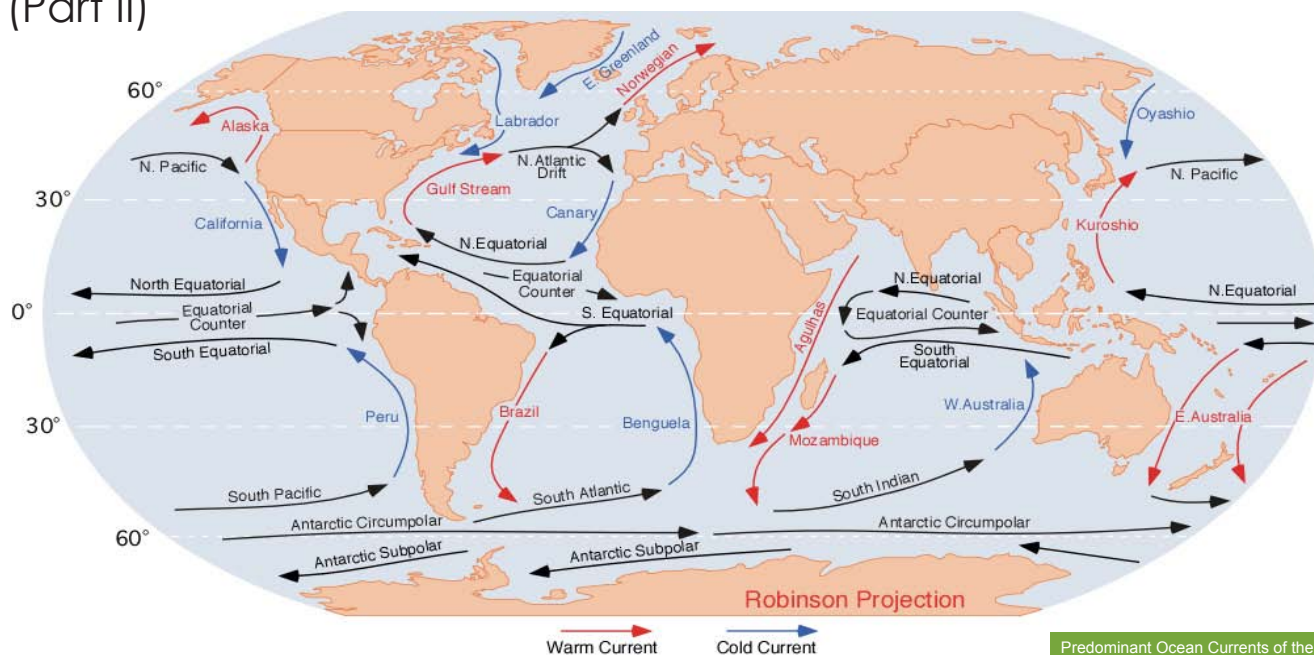 (Part II)
60°
30°
0°
30°
60°
E. Greenland
Norwegian
Labrador
Oyashio
Alaska
N. Pacific
N. Atlantic
Drift
N. Pacific
Gulf Stream
California
Canary
Kuroshio
N.Equatorial
North Equatorial
Equatorial
Counter
N.Equatorial
N.Equatorial
Equatorial
Counter
S. Equatorial
Equatorial Counter
South Equatorial
Agulhas
South
Equatorial
Peru
Brazil
Benguela
Mozambique
W.Australia
E.Australia
South Pacific
South Atlantic
South Indian
Antarctic Circumpolar
Antarctic Circumpolar
Antarctic Subpolar
Antarctic Subpolar
Robinson Projection
Warm Current
Cold Current
Predominant Ocean Currents of the